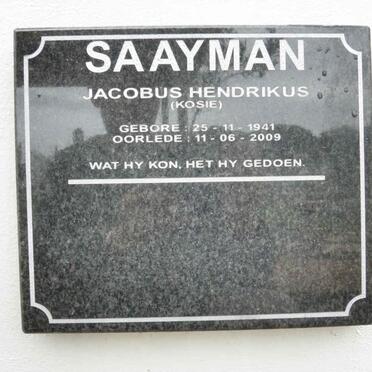 SAAYMAN
JACOBUS HENDRIKUS
(KOSIE)
GEBORE : 25 - 11 - 1941
OORLEDE : 11 - 06 - 2009
WAT HY KON, HET HY GEDOEN.